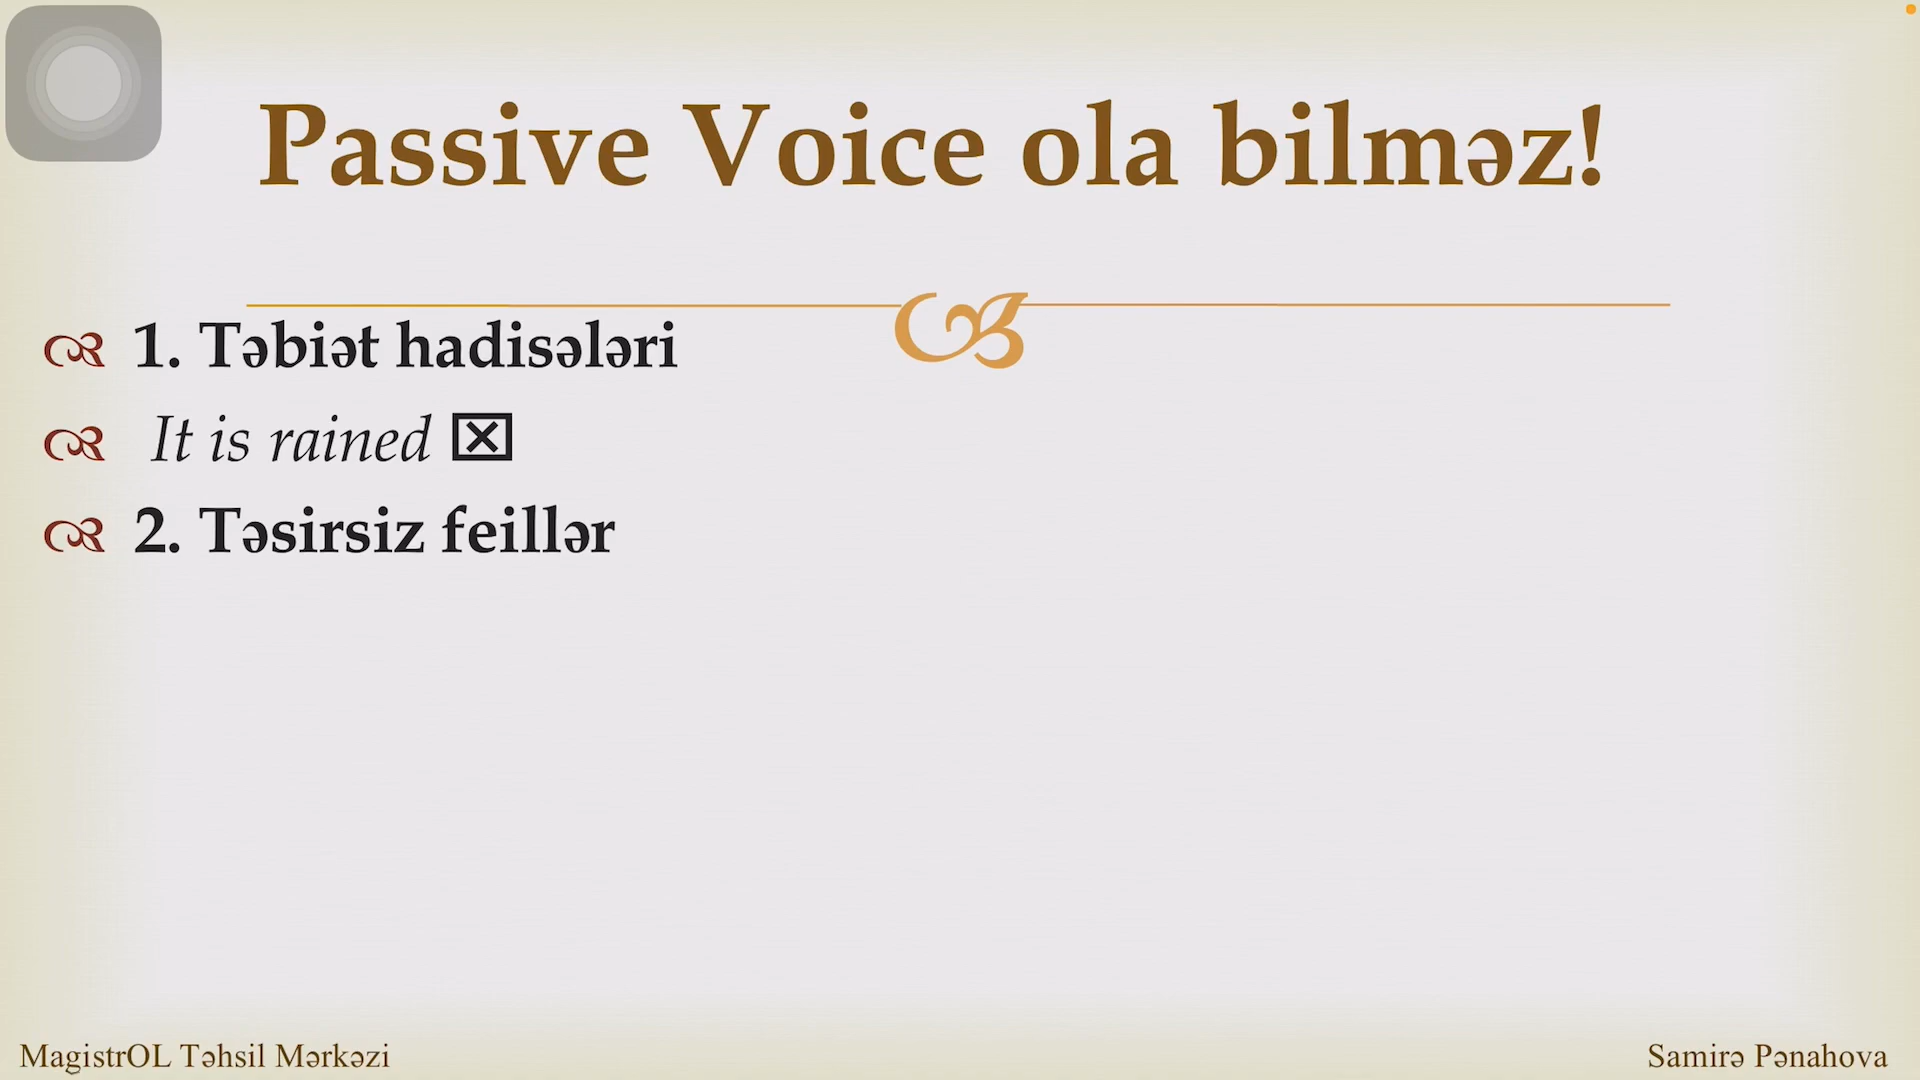 Passive Voice ola bilməz!
1. Təbiət hadisələri
It is rained ☒
2. Təsirsiz feillər
MagistrOL Təhsil Mərkəzi
Samirə Pənahova